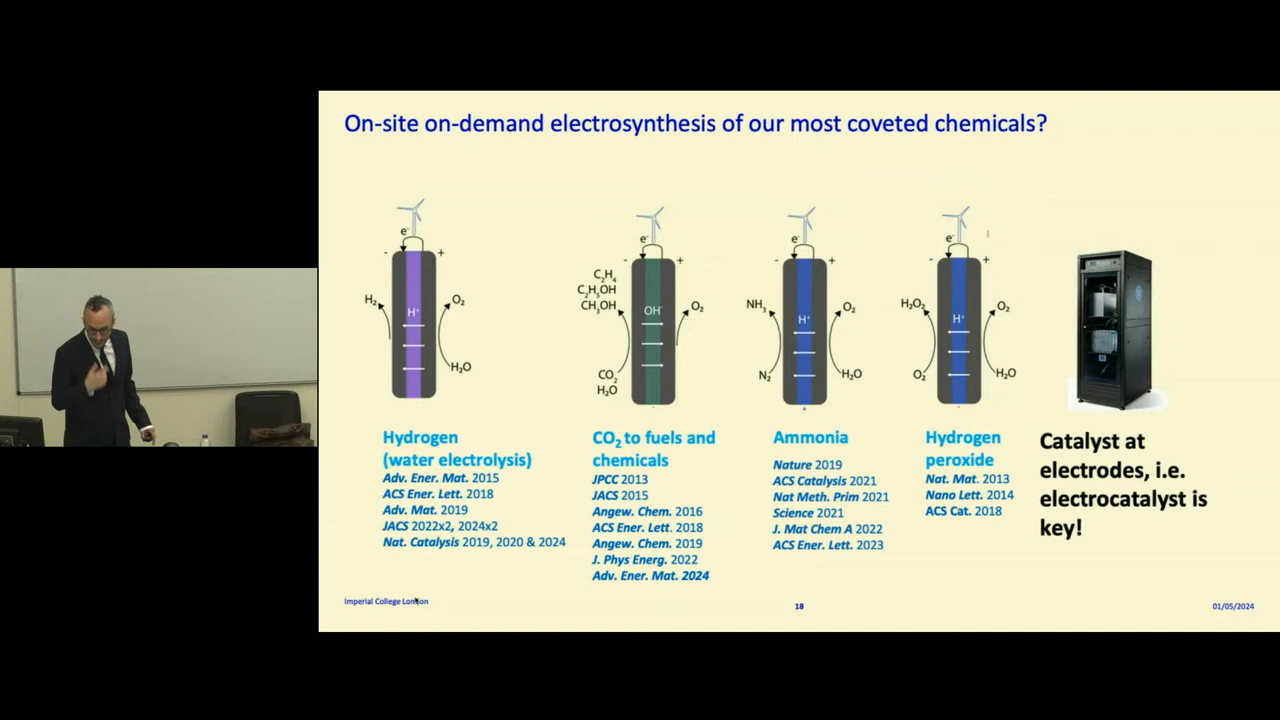 On-site on-demand electrosynthesis of our most coveted chemicals?
e-
- +
H2
O2
H+
H2O
e-
- +
C2H4
C2H5OH
CH3OH
O2
OH-
CO2
H2O
e-
- +
NH3
O2
H+
N2
H2O
e-
- +
H2O2
O2
H+
O2
H2O
Hydrogen
(water electrolysis)
Adv. Ener. Mat. 2015
ACS Ener. Lett. 2018
Adv. Mat. 2019
JACS 2022x2, 2024x2
Nat. Catalysis 2019, 2020 & 2024
CO2 to fuels and
chemicals
JPCC 2013
JACS 2015
Angew. Chem. 2016
ACS Ener. Lett. 2018
Angew. Chem. 2019
J. Phys Energ. 2022
Adv. Ener. Mat. 2024
Ammonia
Nature 2019
ACS Catalysis 2021
Nat Meth. Prim 2021
Science 2021
J. Mat Chem A 2022
ACS Ener. Lett. 2023
Hydrogen
peroxide
Nat. Mat. 2013
Nano Lett. 2014
ACS Cat. 2018
Catalyst at
electrodes, i.e.
electrocatalyst is
key!
Imperial College London
18
01/05/2024